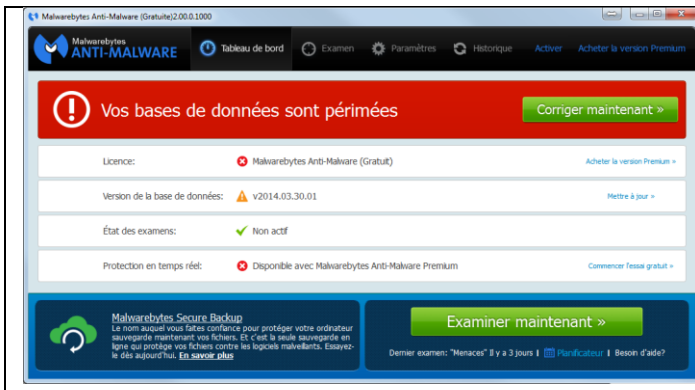 Malwarebytes Anti-Malware (Gratuite)2.00.0.1000
Malwarebytes
ANTI-MALWARE
Tableau de bord
Examen
Paramètres
Historique
Activer
Acheter la version Premium
Vos bases de données sont périmées
Corriger maintenant »
Licence:
Malwarebytes Anti-Malware (Gratuit)
Acheter la version Premium »
Version de la base de données:
v2014.03.30.01
Mettre à jour »
État des examens:
Non actif
Protection en temps réel:
Disponible avec Malwarebytes Anti-Malware Premium
Commencer l'essai gratuit »
Malwarebytes Secure Backup
Le nom auquel vous faites confiance pour protéger votre ordinateur
sauvegarde maintenant vos fichiers. Et c'est la seule sauvegarde en
ligne qui protège vos fichiers contre les logiciels malveillants. Essayez-
le dès aujourd'hui. En savoir plus
Examiner maintenant »
Dernier examen: "Menaces" Il y a 3 jours I Planificateur I Besoin d'aide?